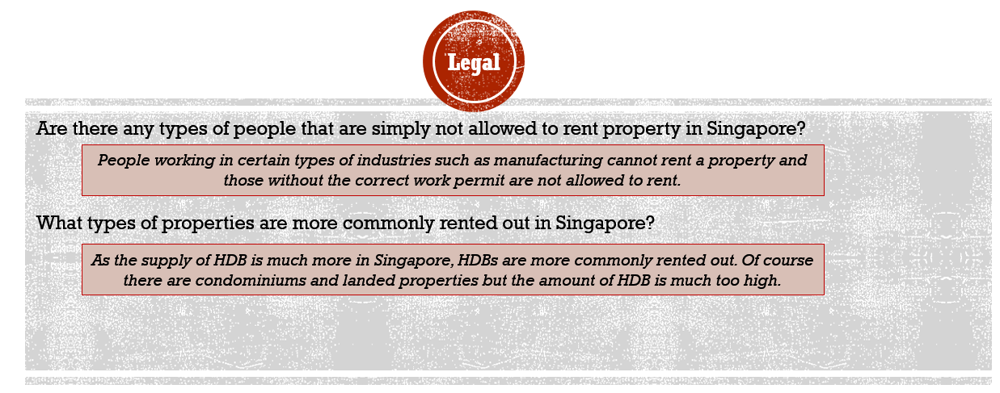 Legal
Are there any types of people that are simply not allowed to rent property in Singapore?
People working in certain types of industries such as manufacturing cannot rent a property and
those without the correct work permit are not allowed to rent.
What types of properties are more commonly rented out in Singapore?
As the supply of HDB is much more in Singapore, HDBs are more commonly rented out. Of course
there are condominiums and landed properties but the amount of HDB is much too high.